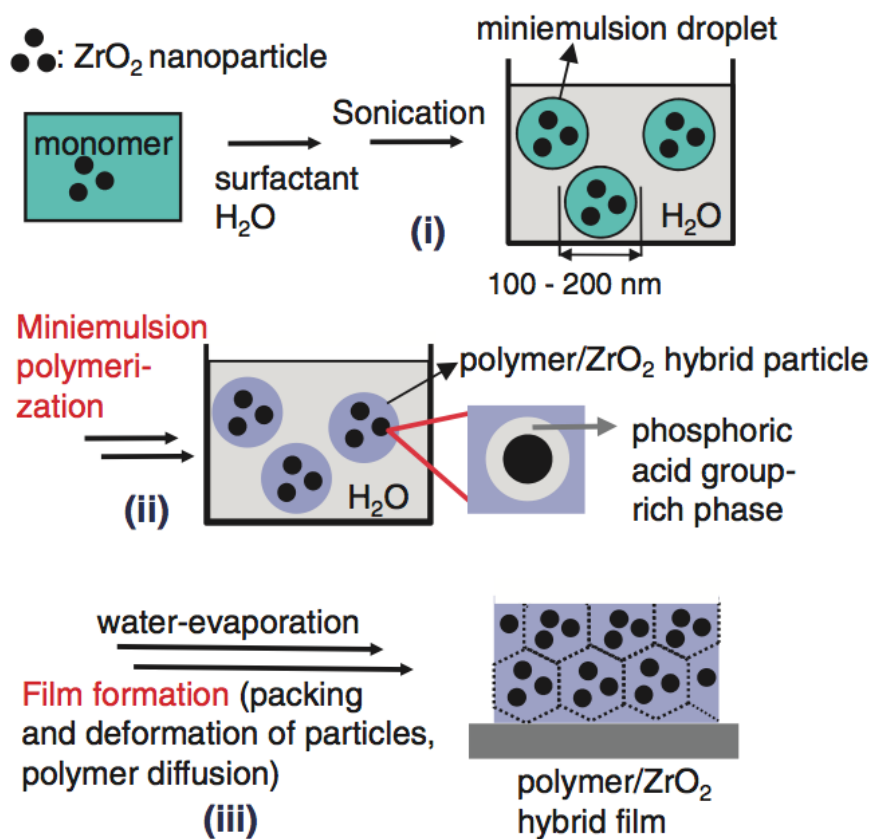 miniemulsion droplet
: ZrO₂ nanoparticle
monomer
Sonication
surfactant
H₂O
(i)
H₂O
100 - 200 nm
Miniemulsion
polymeri-
zation
(ii)
polymer/ZrO₂ hybrid particle
H₂O
phosphoric
acid group-
rich phase
water-evaporation
Film formation (packing
and deformation of particles,
polymer diffusion)
(iii)
polymer/ZrO₂
hybrid film